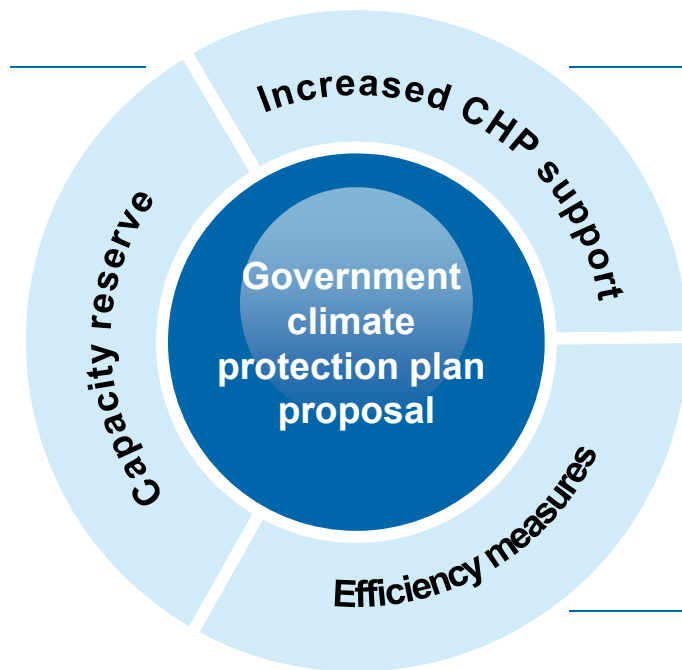 Increased CHP support
Capacity reserve
Government
climate
protection plan
proposal
Efficiency measures